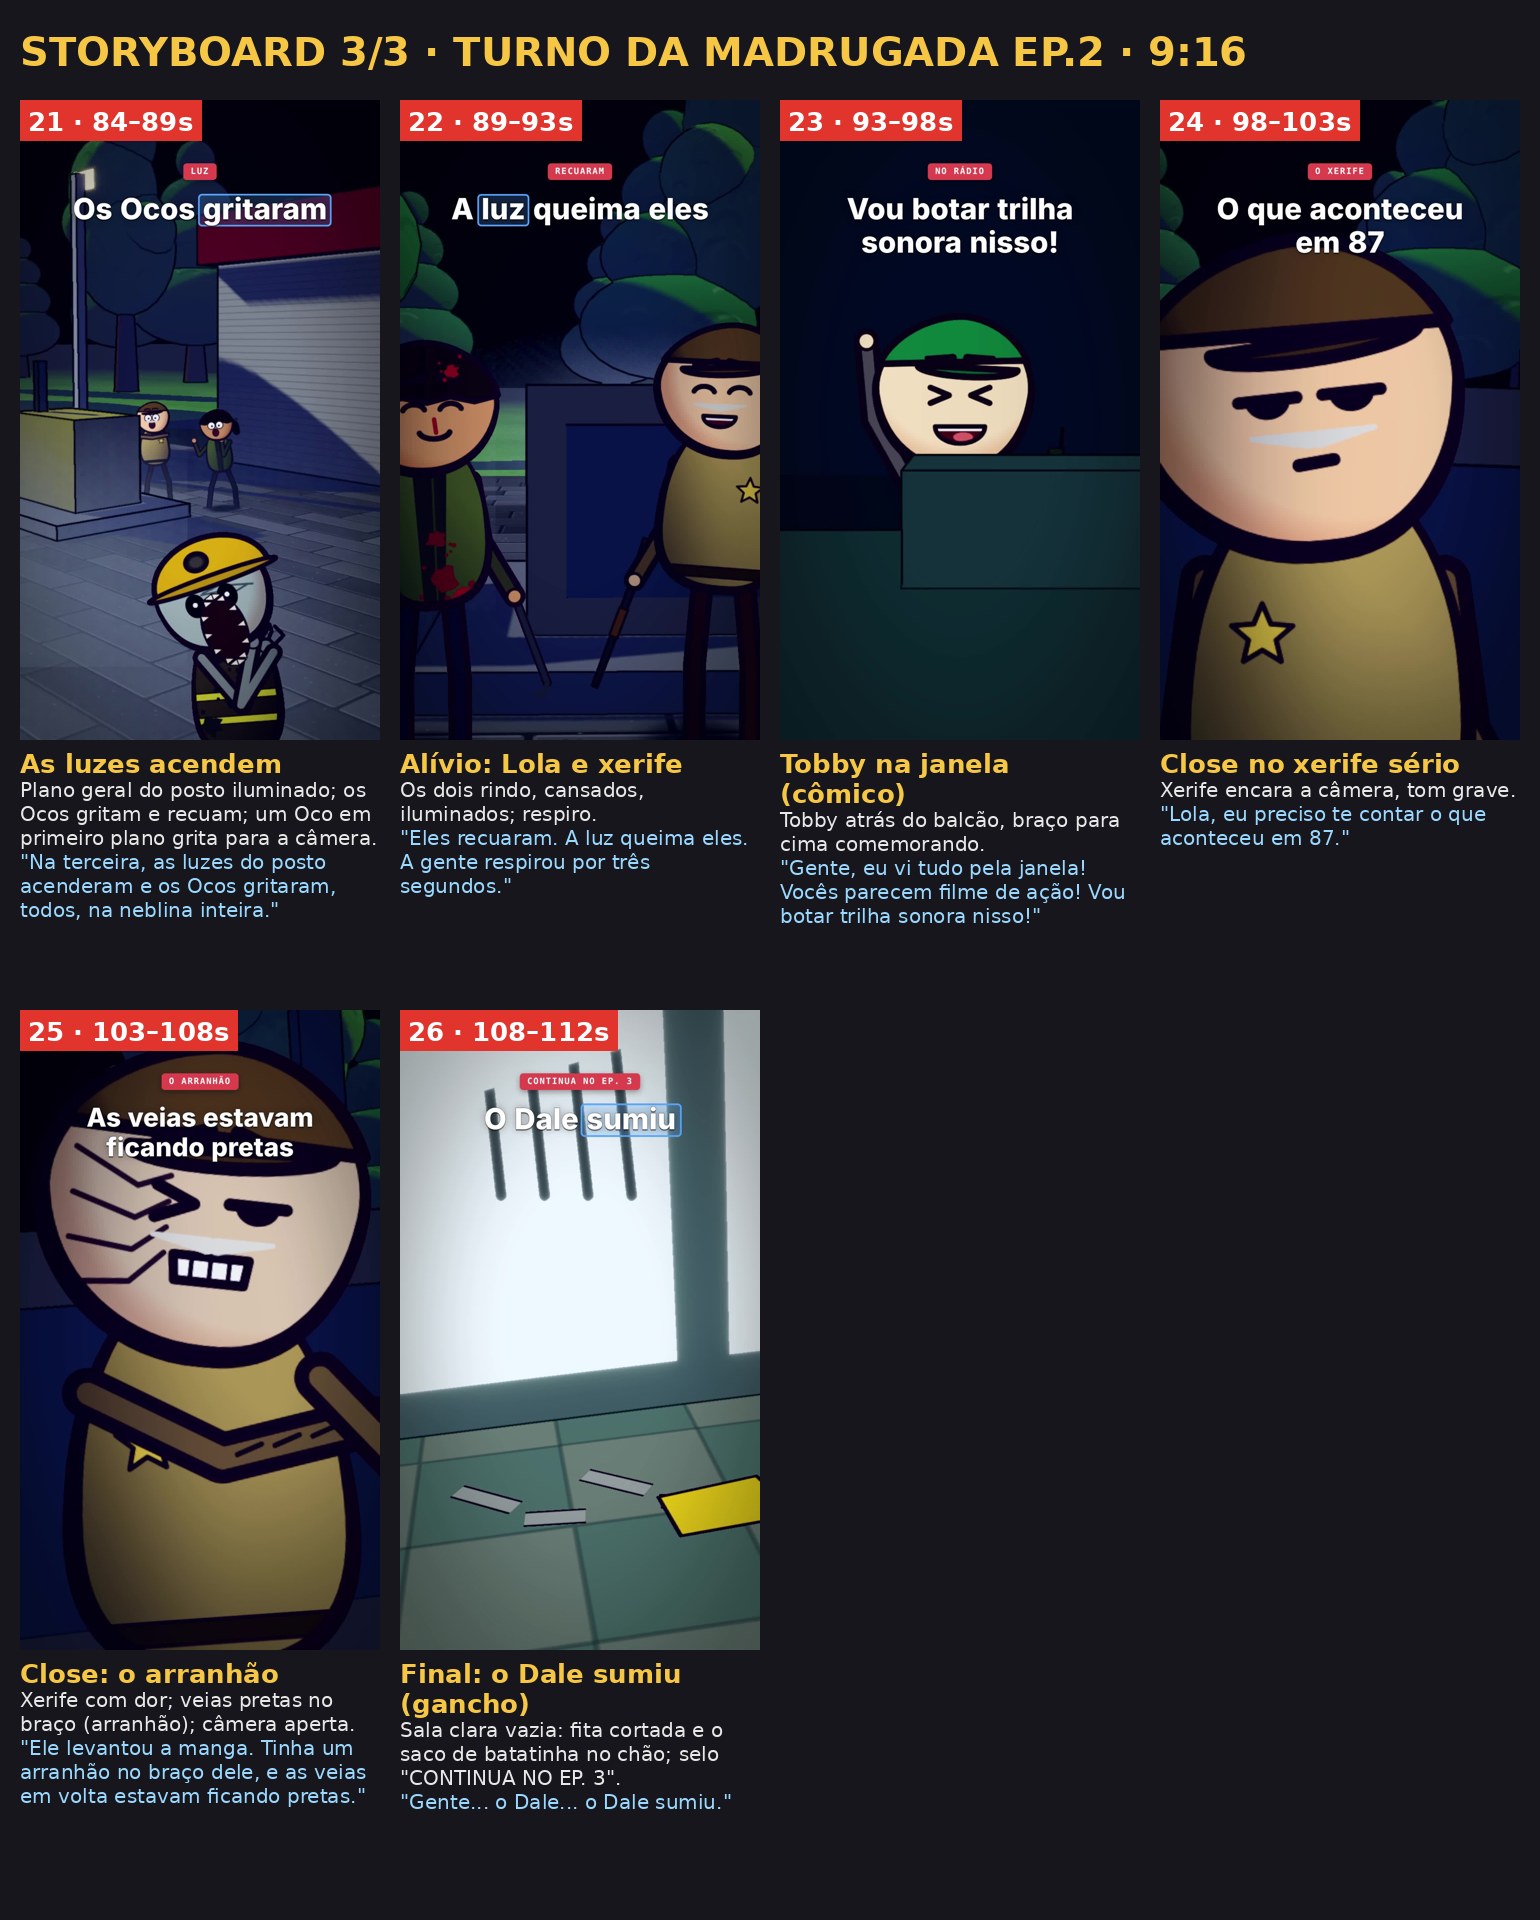 STORYBOARD 3/3 · TURNO DA MADRUGADA EP.2 · 9:16
21 · 84–89s
LUZ
Os Ocos gritaram
As luzes acendem
Plano geral do posto iluminado; os
Ocos gritam e recuam; um Oco em
primeiro plano grita para a câmera.
"Na terceira, as luzes do posto
acenderam e os Ocos gritaram,
todos, na neblina inteira."
22 · 89–93s
RECUARAM
A luz queima eles
Alívio: Lola e xerife
Os dois rindo, cansados,
iluminados; respiro.
"Eles recuaram. A luz queima eles.
A gente respirou por três
segundos."
23 · 93–98s
NO RÁDIO
Vou botar trilha
sonora nisso!
Tobby na janela
(cômico)
Tobby atrás do balcão, braço para
cima comemorando.
"Gente, eu vi tudo pela janela!
Vocês parecem filme de ação! Vou
botar trilha sonora nisso!"
24 · 98–103s
O XERIFE
O que aconteceu
em 87
Close no xerife sério
Xerife encara a câmera, tom grave.
"Lola, eu preciso te contar o que
aconteceu em 87."
25 · 103–108s
O ARRANHÃO
As veias estavam
ficando pretas
Close: o arranhão
Xerife com dor; veias pretas no
braço (arranhão); câmera aperta.
"Ele levantou a manga. Tinha um
arranhão no braço dele, e as veias
em volta estavam ficando pretas."
26 · 108–112s
CONTINUA NO EP. 3
O Dale sumiu
Final: o Dale sumiu
(gancho)
Sala clara vazia: fita cortada e o
saco de batatinha no chão; selo
"CONTINUA NO EP. 3".
"Gente... o Dale... o Dale sumiu."